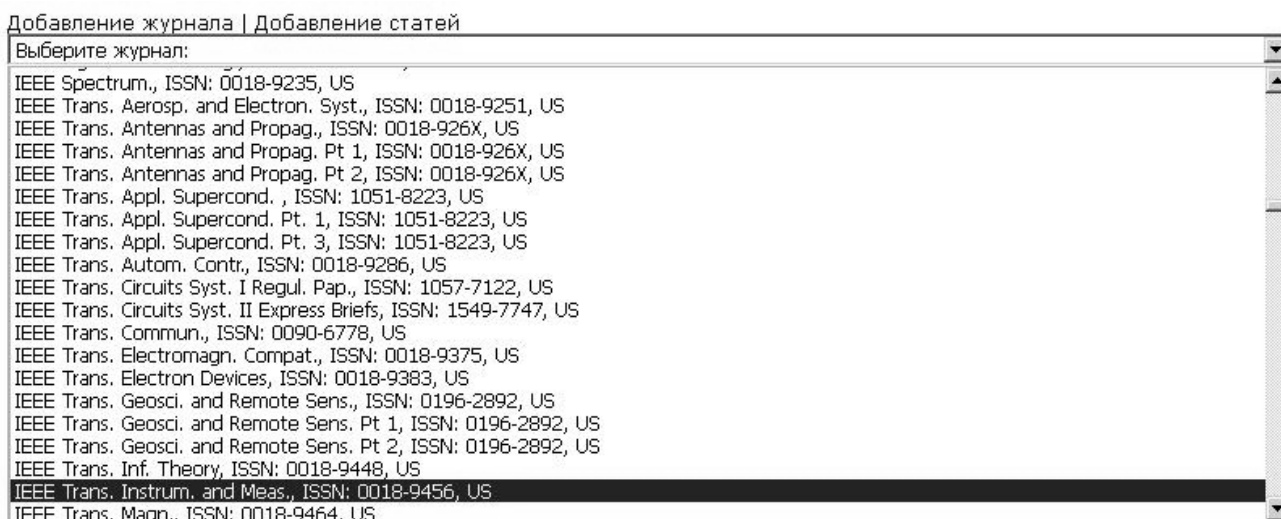 Добавление журнала | Добавление статей
Выберите журнал:
IEEE Spectrum., ISSN: 0018-9235, US
IEEE Trans. Aerosp. and Electron. Syst., ISSN: 0018-9251, US
IEEE Trans. Antennas and Propag., ISSN: 0018-926X, US
IEEE Trans. Antennas and Propag. Pt 1, ISSN: 0018-926X, US
IEEE Trans. Antennas and Propag. Pt 2, ISSN: 0018-926X, US
IEEE Trans. Appl. Supercond. , ISSN: 1051-8223, US
IEEE Trans. Appl. Supercond. Pt. 1, ISSN: 1051-8223, US
IEEE Trans. Appl. Supercond. Pt. 3, ISSN: 1051-8223, US
IEEE Trans. Autom. Contr., ISSN: 0018-9286, US
IEEE Trans. Circuits Syst. I Regul. Pap., ISSN: 1057-7122, US
IEEE Trans. Circuits Syst. II Express Briefs, ISSN: 1549-7747, US
IEEE Trans. Commun., ISSN: 0090-6778, US
IEEE Trans. Electromagn. Compat., ISSN: 0018-9375, US
IEEE Trans. Electron Devices, ISSN: 0018-9383, US
IEEE Trans. Geosci. and Remote Sens., ISSN: 0196-2892, US
IEEE Trans. Geosci. and Remote Sens. Pt 1, ISSN: 0196-2892, US
IEEE Trans. Geosci. and Remote Sens. Pt 2, ISSN: 0196-2892, US
IEEE Trans. Inf. Theory, ISSN: 0018-9448, US
IEEE Trans. Instrum. and Meas., ISSN: 0018-9456, US
IEEE Trans. Magn., ISSN: 0018-9464, US